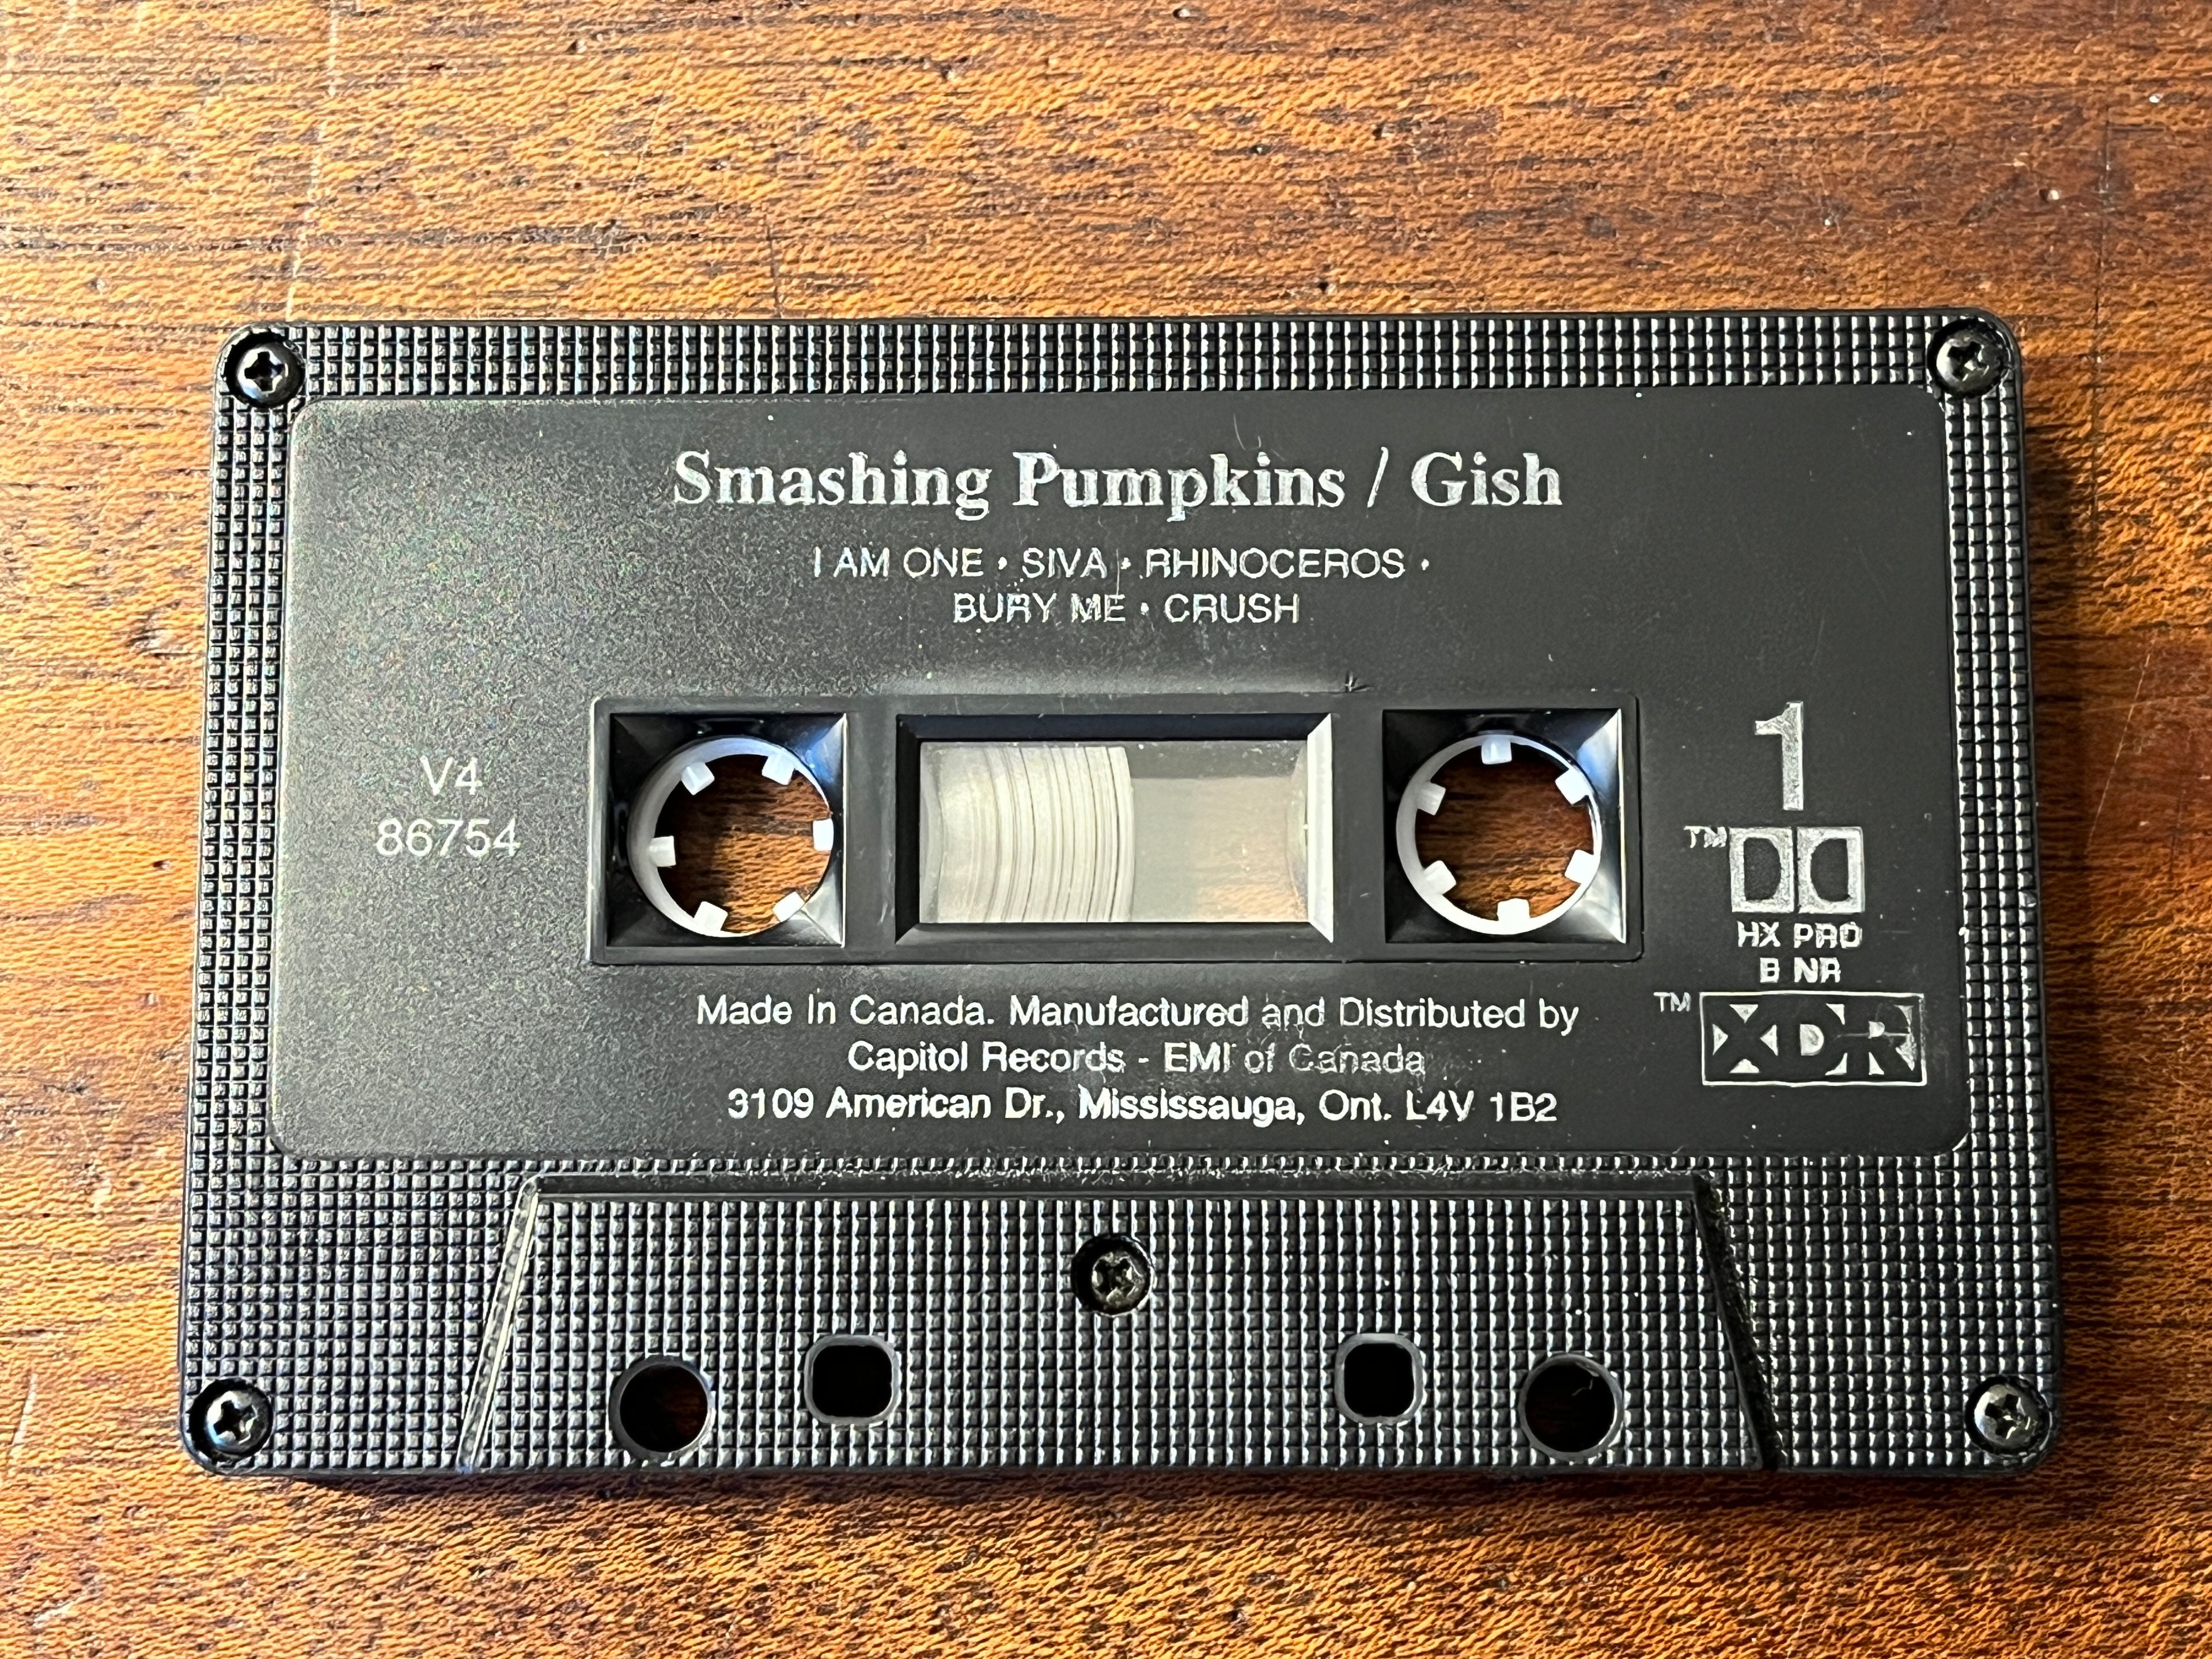 Smashing Pumpkins / Gish
I AM ONE • SIVA • RHINOCEROS •
BURY ME • CRUSH
V4
86754
1
TM
HX PRO
B NR
TM XDR
Made In Canada. Manufactured and Distributed by
Capitol Records - EMI of Canada
3109 American Dr., Mississauga, Ont. L4V 1B2